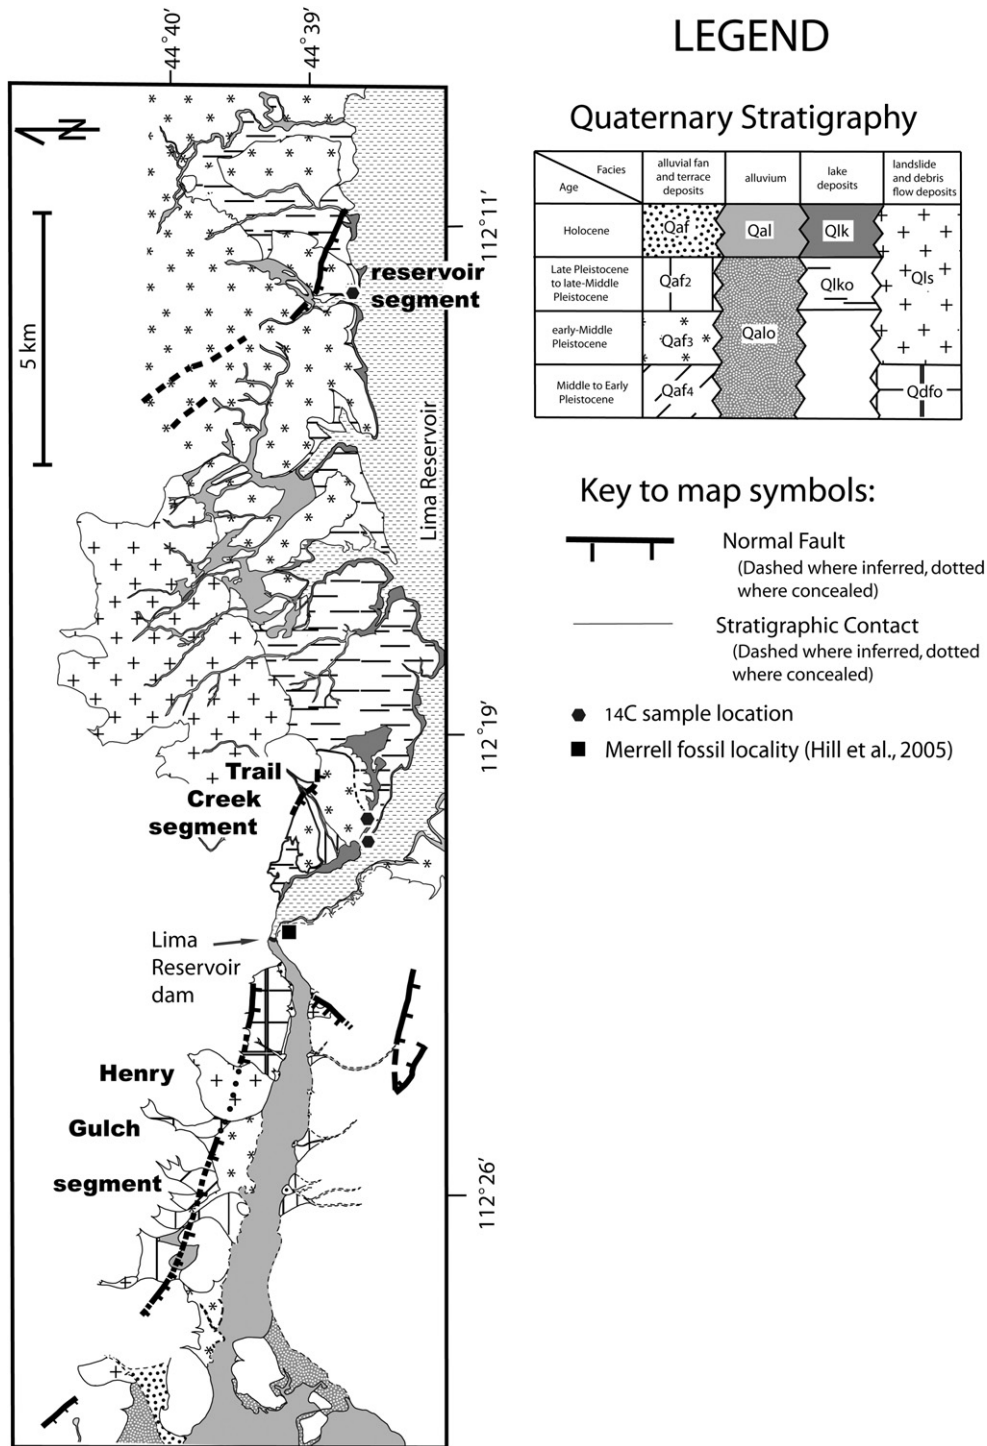 44°40′
44°39′
N
112°11′
reservoir
segment
5 km
Lima Reservoir
112°19′
Trail
Creek
segment
Lima
Reservoir
dam
Henry
Gulch
segment
112°26′
LEGEND
Quaternary Stratigraphy
Facies
Age
alluvial fan
and terrace
deposits
alluvium
lake
deposits
landslide
and debris
flow deposits
Holocene
Qaf
Qal
Qlk
Qls
Late Pleistocene
to late-Middle
Pleistocene
Qaf2
Qlko
early-Middle
Pleistocene
Qaf3
Qalo
Middle to Early
Pleistocene
Qaf4
Qdfo
Key to map symbols:
Normal Fault
(Dashed where inferred, dotted
where concealed)
Stratigraphic Contact
(Dashed where inferred, dotted
where concealed)
14C sample location
Merrell fossil locality (Hill et al., 2005)